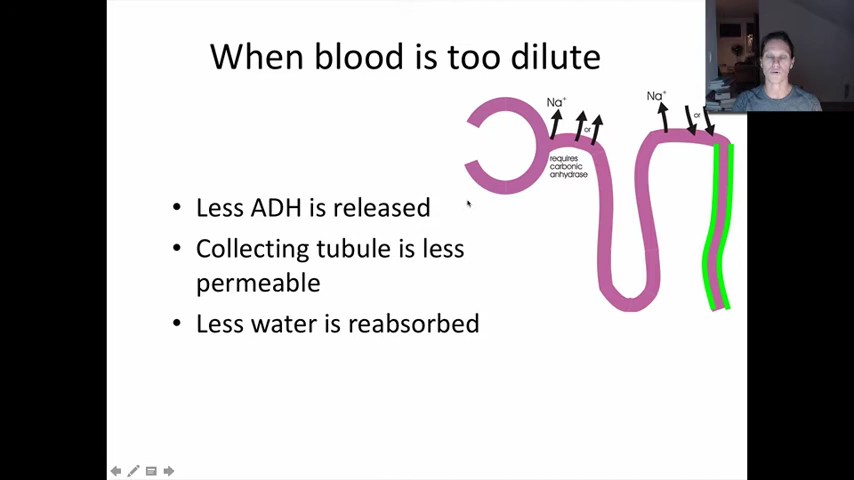 When blood is too dilute
Na⁺
or
requires
carbonic
anhydrase
Na⁺
or
• Less ADH is released
• Collecting tubule is less
permeable
• Less water is reabsorbed